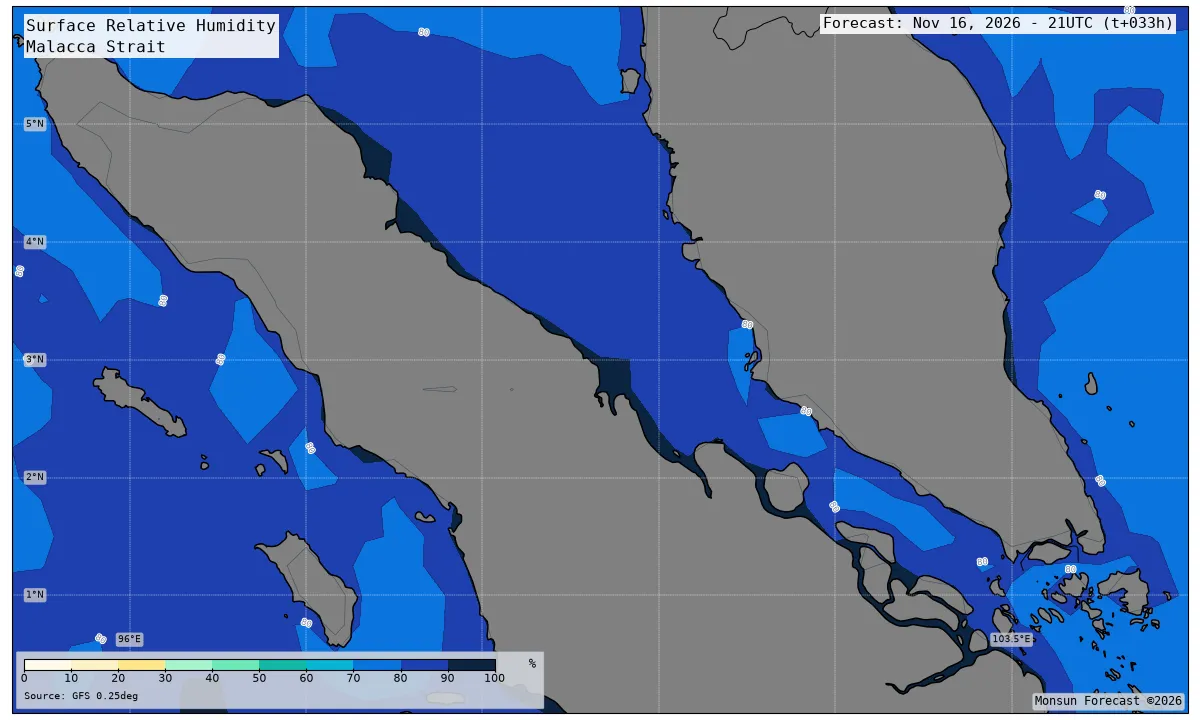 Surface Relative Humidity
Malacca Strait
Forecast: Nov 16, 2026 - 21UTC (t+033h)
80
80
5°N
80
4°N
80
80
80
3°N
80
80
80
2°N
80
80
80
80
1°N
80
80
96°E
103.5°E
%
0 10 20 30 40 50 60 70 80 90 100
Source: GFS 0.25deg
Monsun Forecast ©2026